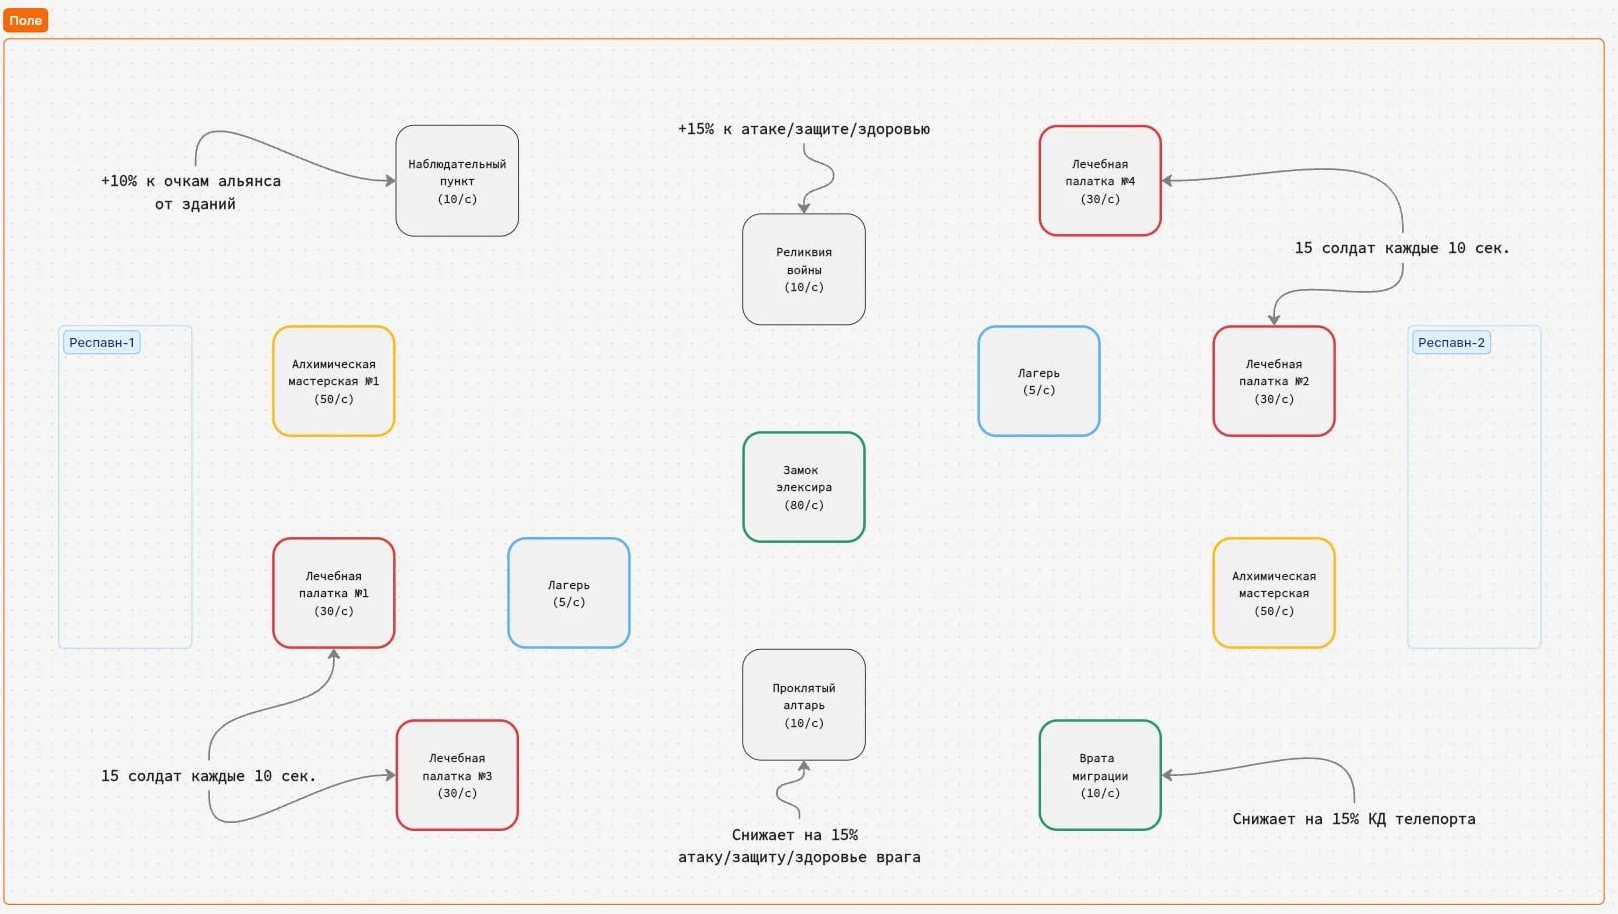 Поле
+15% к атаке/защите/здоровью
Наблюдательный
пункт
(10/с)
Лечебная
палатка №4
(30/с)
+10% к очкам альянса
от зданий
Реликвия
войны
(10/с)
15 солдат каждые 10 сек.
Респавн-1
Алхимическая
мастерская №1
(50/с)
Лагерь
(5/с)
Лечебная
палатка №2
(30/с)
Респавн-2
Замок
элексира
(80/с)
Лечебная
палатка №1
(30/с)
Лагерь
(5/с)
Алхимическая
мастерская
(50/с)
Проклятый
алтарь
(10/с)
15 солдат каждые 10 сек.
Лечебная
палатка №3
(30/с)
Врата
миграции
(10/с)
Снижает на 15% КД телепорта
Снижает на 15%
атаку/защиту/здоровье врага